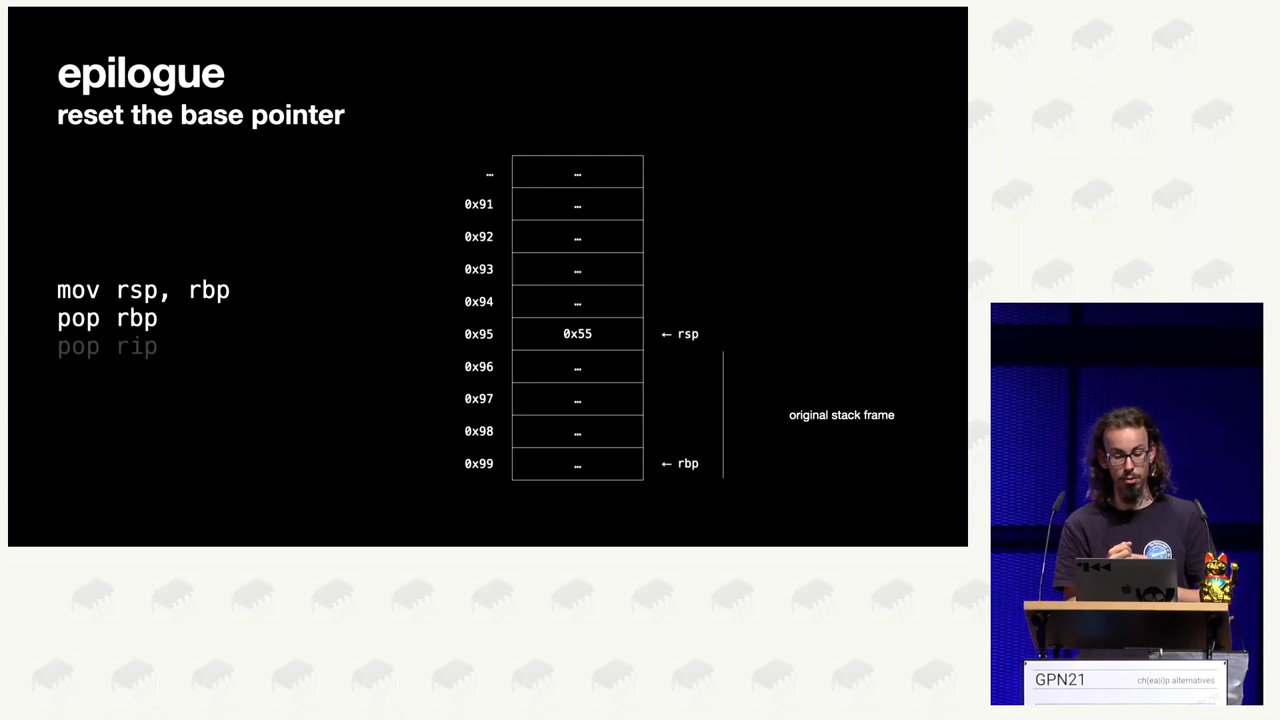 epilogue
reset the base pointer
mov rsp, rbp
pop rbp
pop rip
… …
0x91 …
0x92 …
0x93 …
0x94 …
0x95 0x55 ← rsp
0x96 …
0x97 …
0x98 …
0x99 … ← rbp
original stack frame
GPN21
ch(ea|i)p alternatives